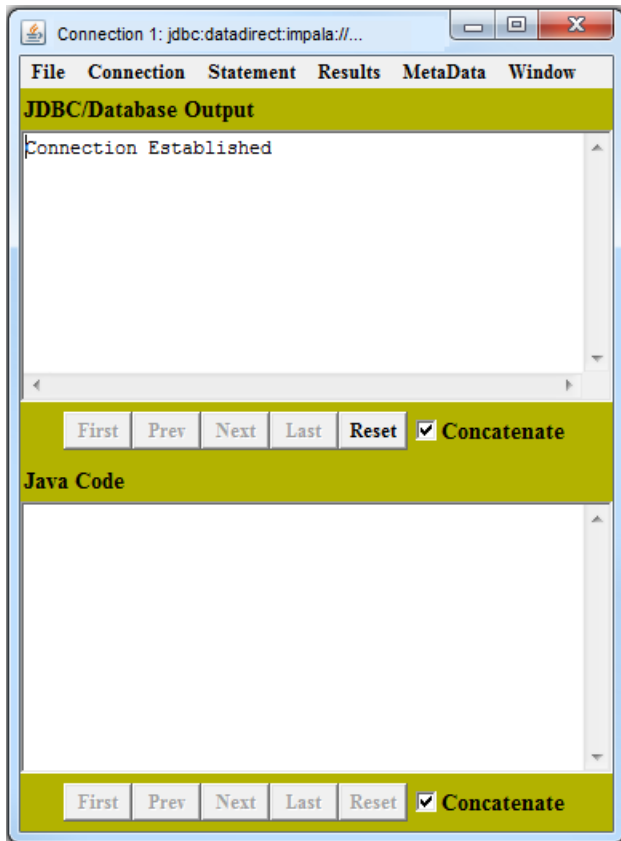 Connection 1: jdbc:datadirect:impala://...
File Connection Statement Results MetaData Window
JDBC/Database Output
Connection Established
First Prev Next Last Reset Concatenate
Java Code
First Prev Next Last Reset Concatenate